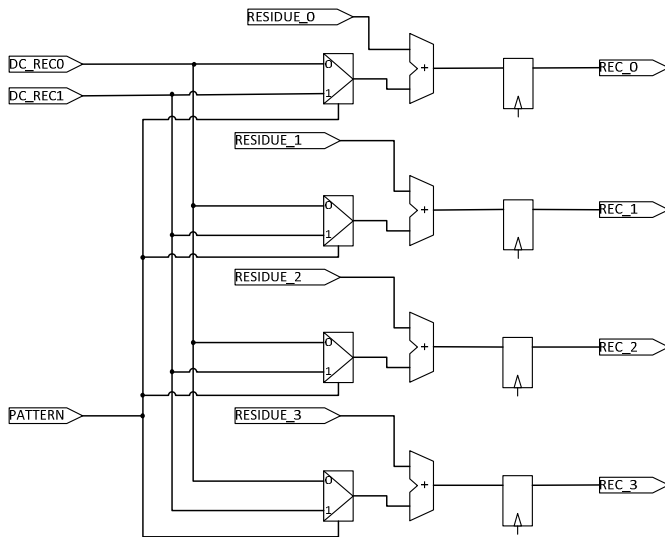 RESIDUE_0
DC_REC0
0
+
REC_0
DC_REC1
1
RESIDUE_1
0
+
REC_1
1
RESIDUE_2
0
+
REC_2
1
PATTERN
RESIDUE_3
0
+
REC_3
1